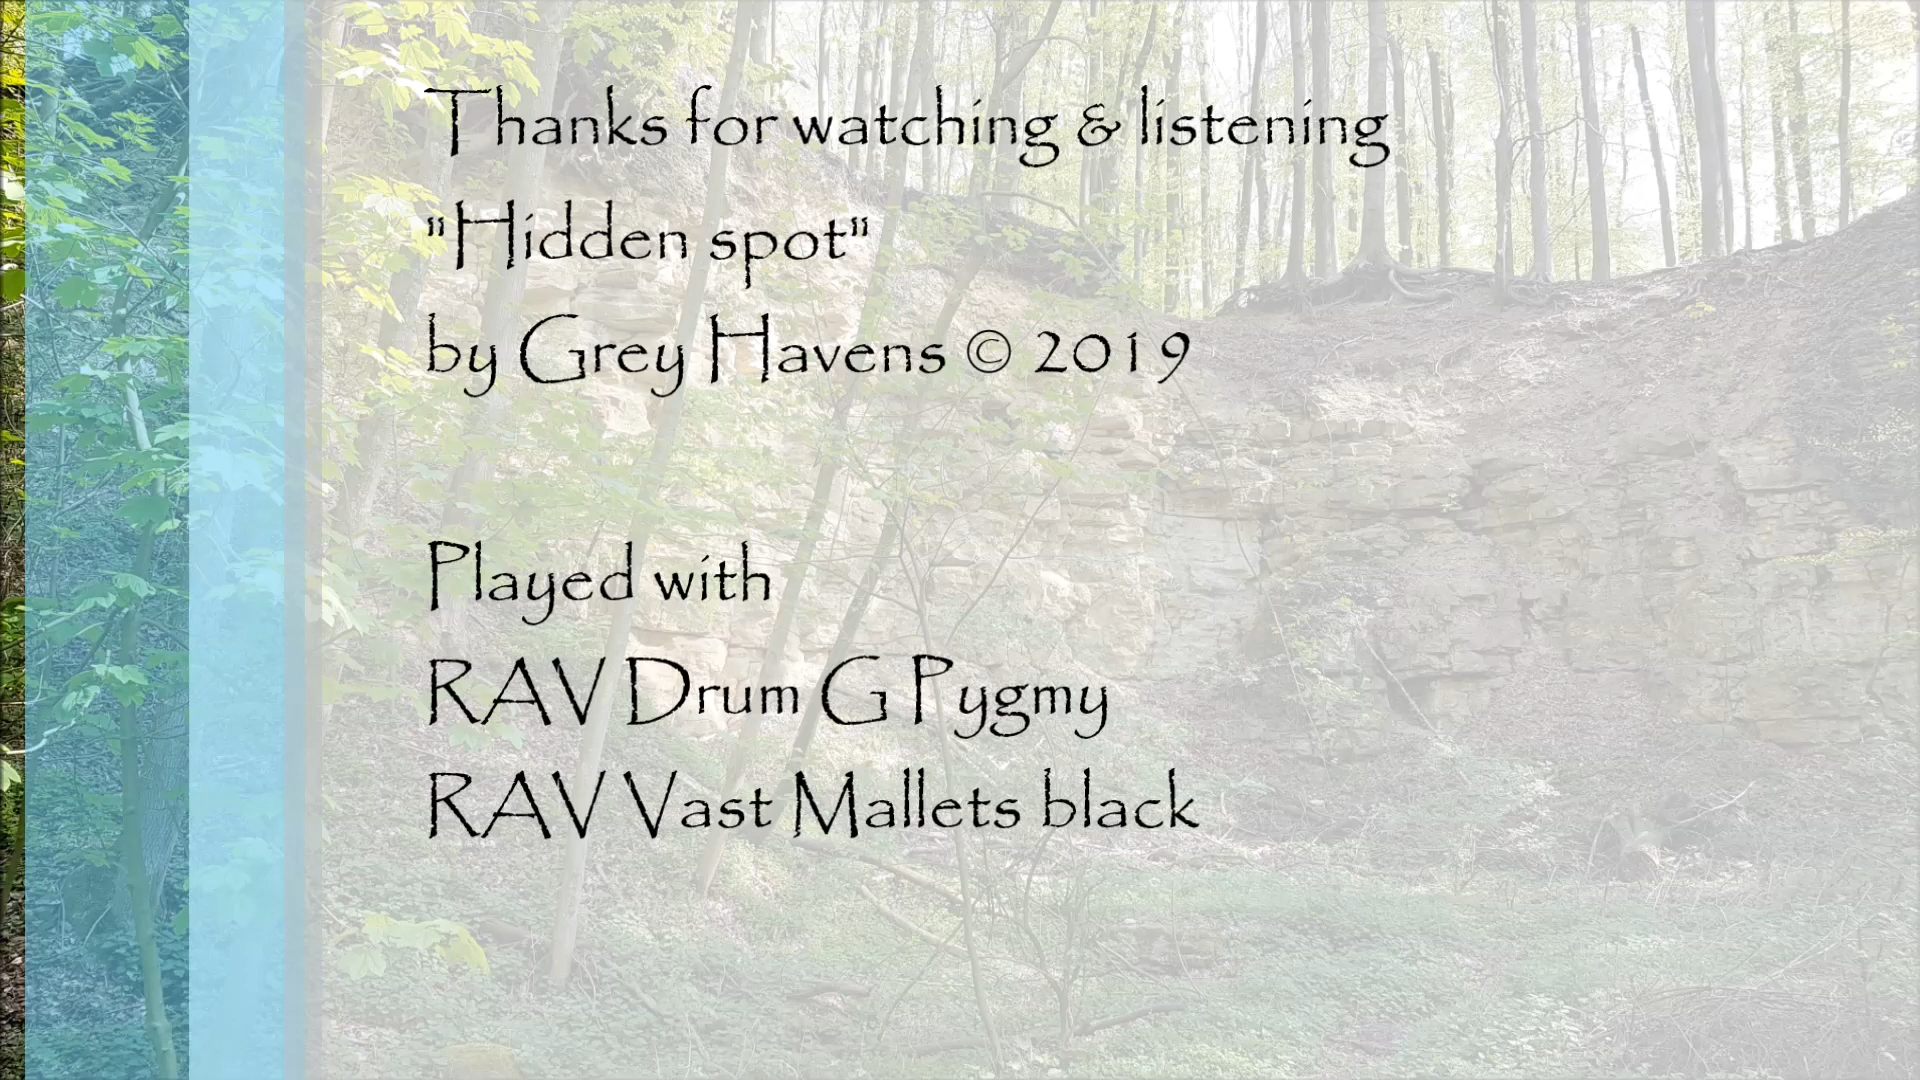 Thanks for watching & listening
"Hidden spot"
by Grey Havens © 2019
Played with
RAV Drum G Pygmy
RAV Vast Mallets black